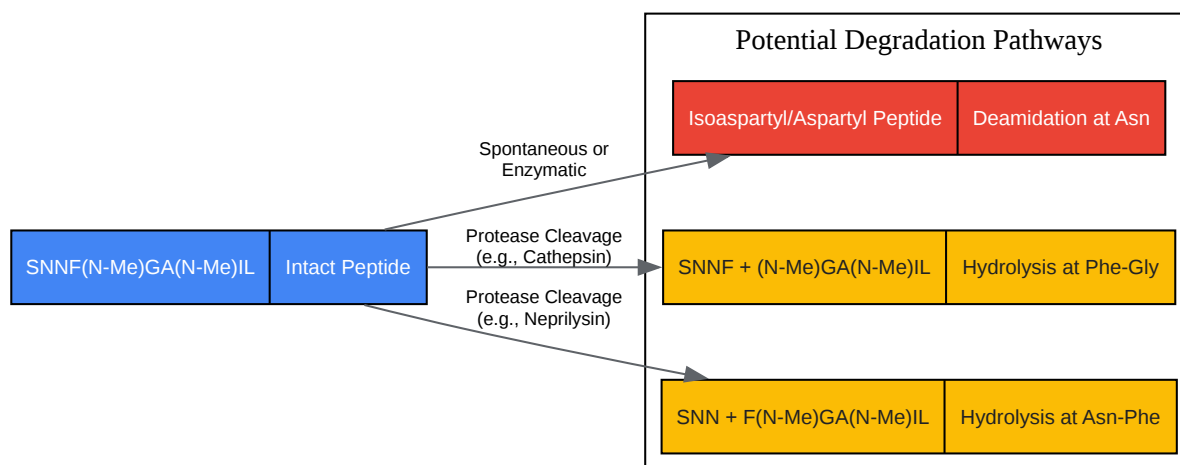 Potential Degradation Pathways
Isoaspartyl/Aspartyl Peptide
Deamidation at Asn
Spontaneous or
Enzymatic
SNNF(N-Me)GA(N-Me)IL
Intact Peptide
Protease Cleavage
(e.g., Cathepsin)
SNNF + (N-Me)GA(N-Me)IL
Hydrolysis at Phe-Gly
Protease Cleavage
(e.g., Neprilysin)
SNN + F(N-Me)GA(N-Me)IL
Hydrolysis at Asn-Phe